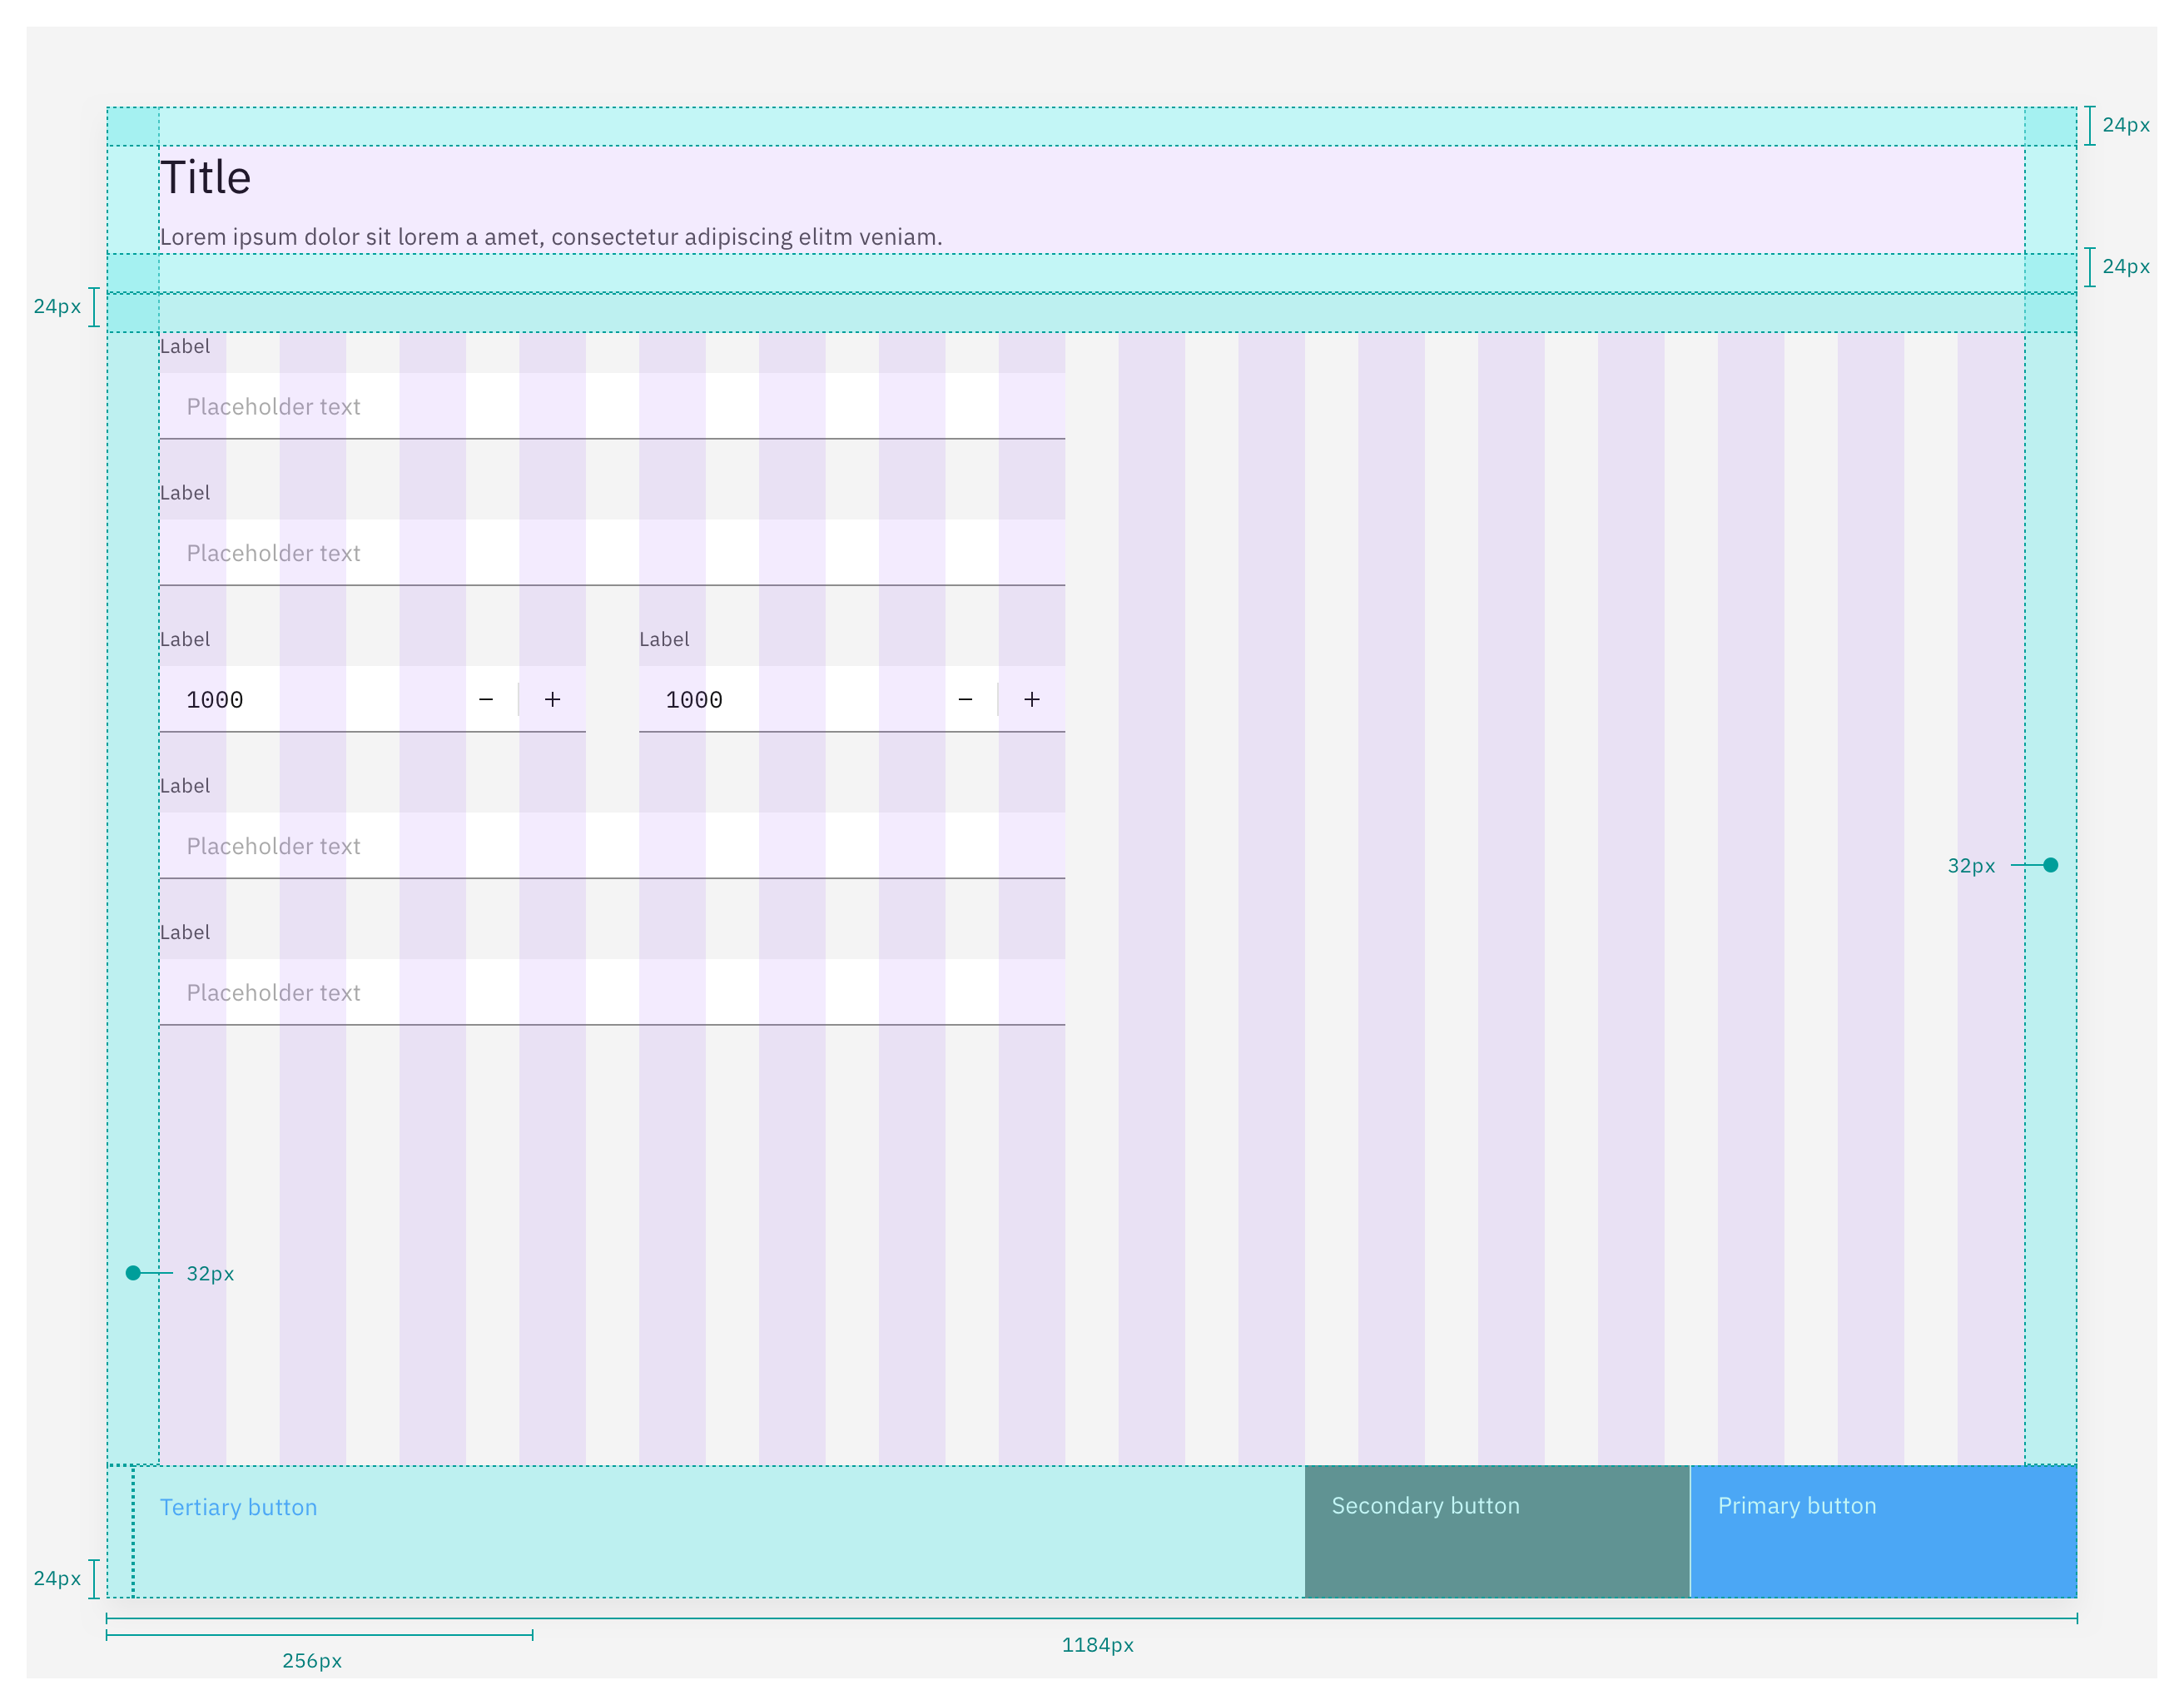 24px
Title
Lorem ipsum dolor sit lorem a amet, consectetur adipiscing elitm veniam.
24px
24px
Label
Placeholder text
Label
Placeholder text
Label Label
1000 − + 1000 − +
Label
Placeholder text
32px
Label
Placeholder text
32px
Tertiary button Secondary button Primary button
24px
1184px
256px